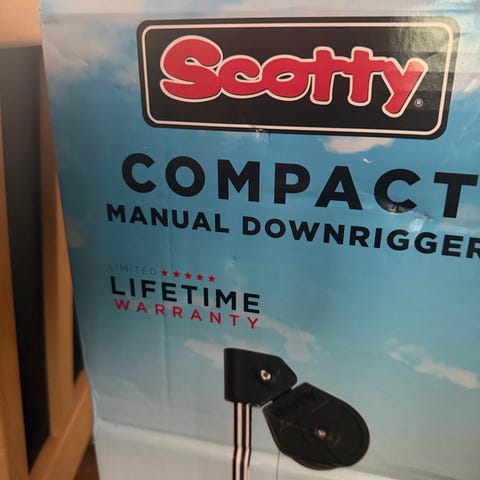 Scotty®
COMPACT
MANUAL DOWNRIGGER
LIMITED ★★★★★
LIFETIME
WARRANTY